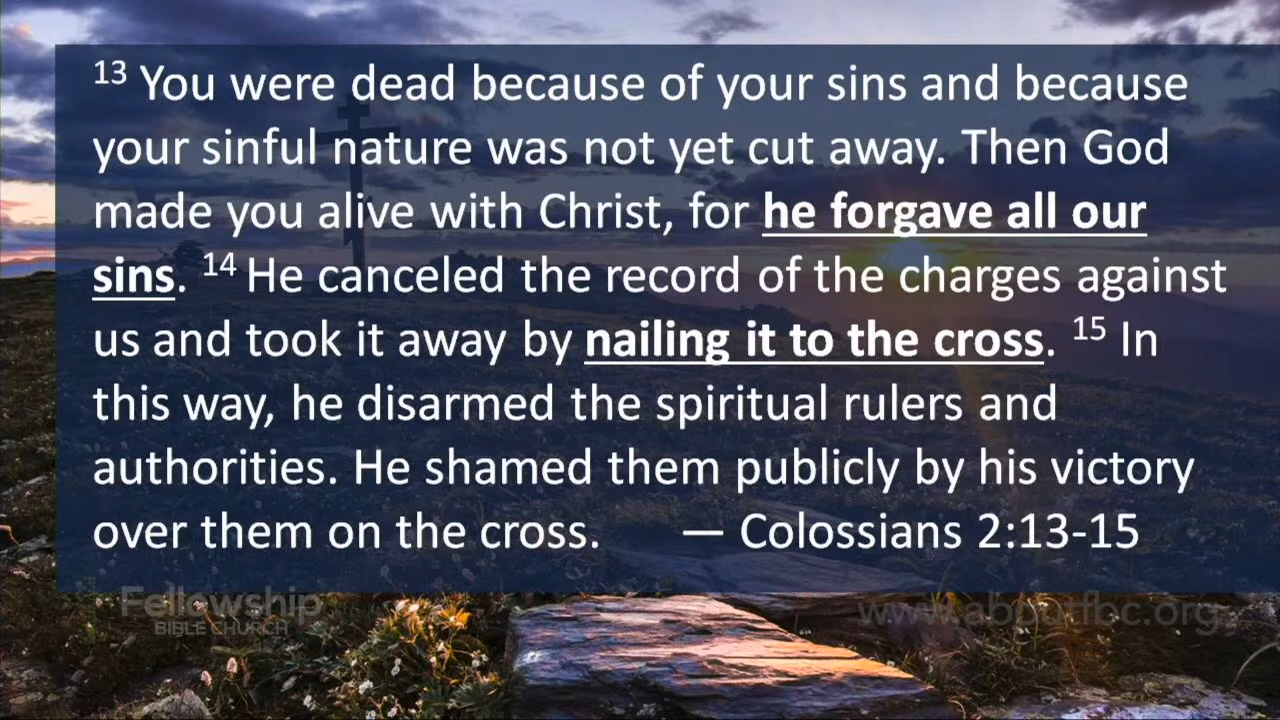 13 You were dead because of your sins and because
your sinful nature was not yet cut away. Then God
made you alive with Christ, for he forgave all our
sins. 14 He canceled the record of the charges against
us and took it away by nailing it to the cross. 15 In
this way, he disarmed the spiritual rulers and
authorities. He shamed them publicly by his victory
over them on the cross. — Colossians 2:13-15
Fellowship www.aboutfbc.org
BIBLE CHURCH